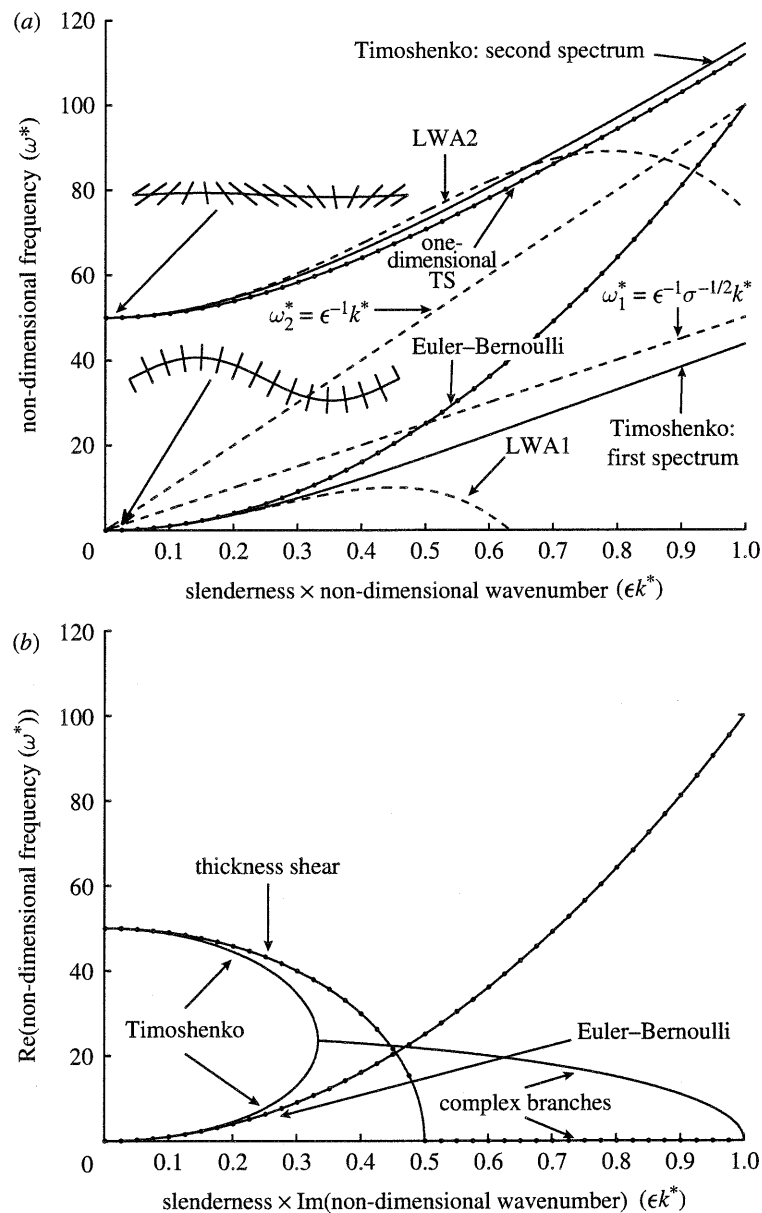 (a)
120
100
80
60
40
20
0
non-dimensional frequency (ω*)
Timoshenko: second spectrum
LWA2
one-
dimensional
TS
ω₂* = ϵ⁻¹k*
ω₁* = ϵ⁻¹σ⁻¹/²k*
Euler–Bernoulli
Timoshenko:
first spectrum
LWA1
0.1 0.2 0.3 0.4 0.5 0.6 0.7 0.8 0.9 1.0
slenderness × non-dimensional wavenumber (ϵk*)
(b)
120
100
80
60
40
20
0
Re(non-dimensional frequency (ω*))
thickness shear
Timoshenko
Euler–Bernoulli
complex branches
0.1 0.2 0.3 0.4 0.5 0.6 0.7 0.8 0.9 1.0
slenderness × Im(non-dimensional wavenumber) (ϵk*)